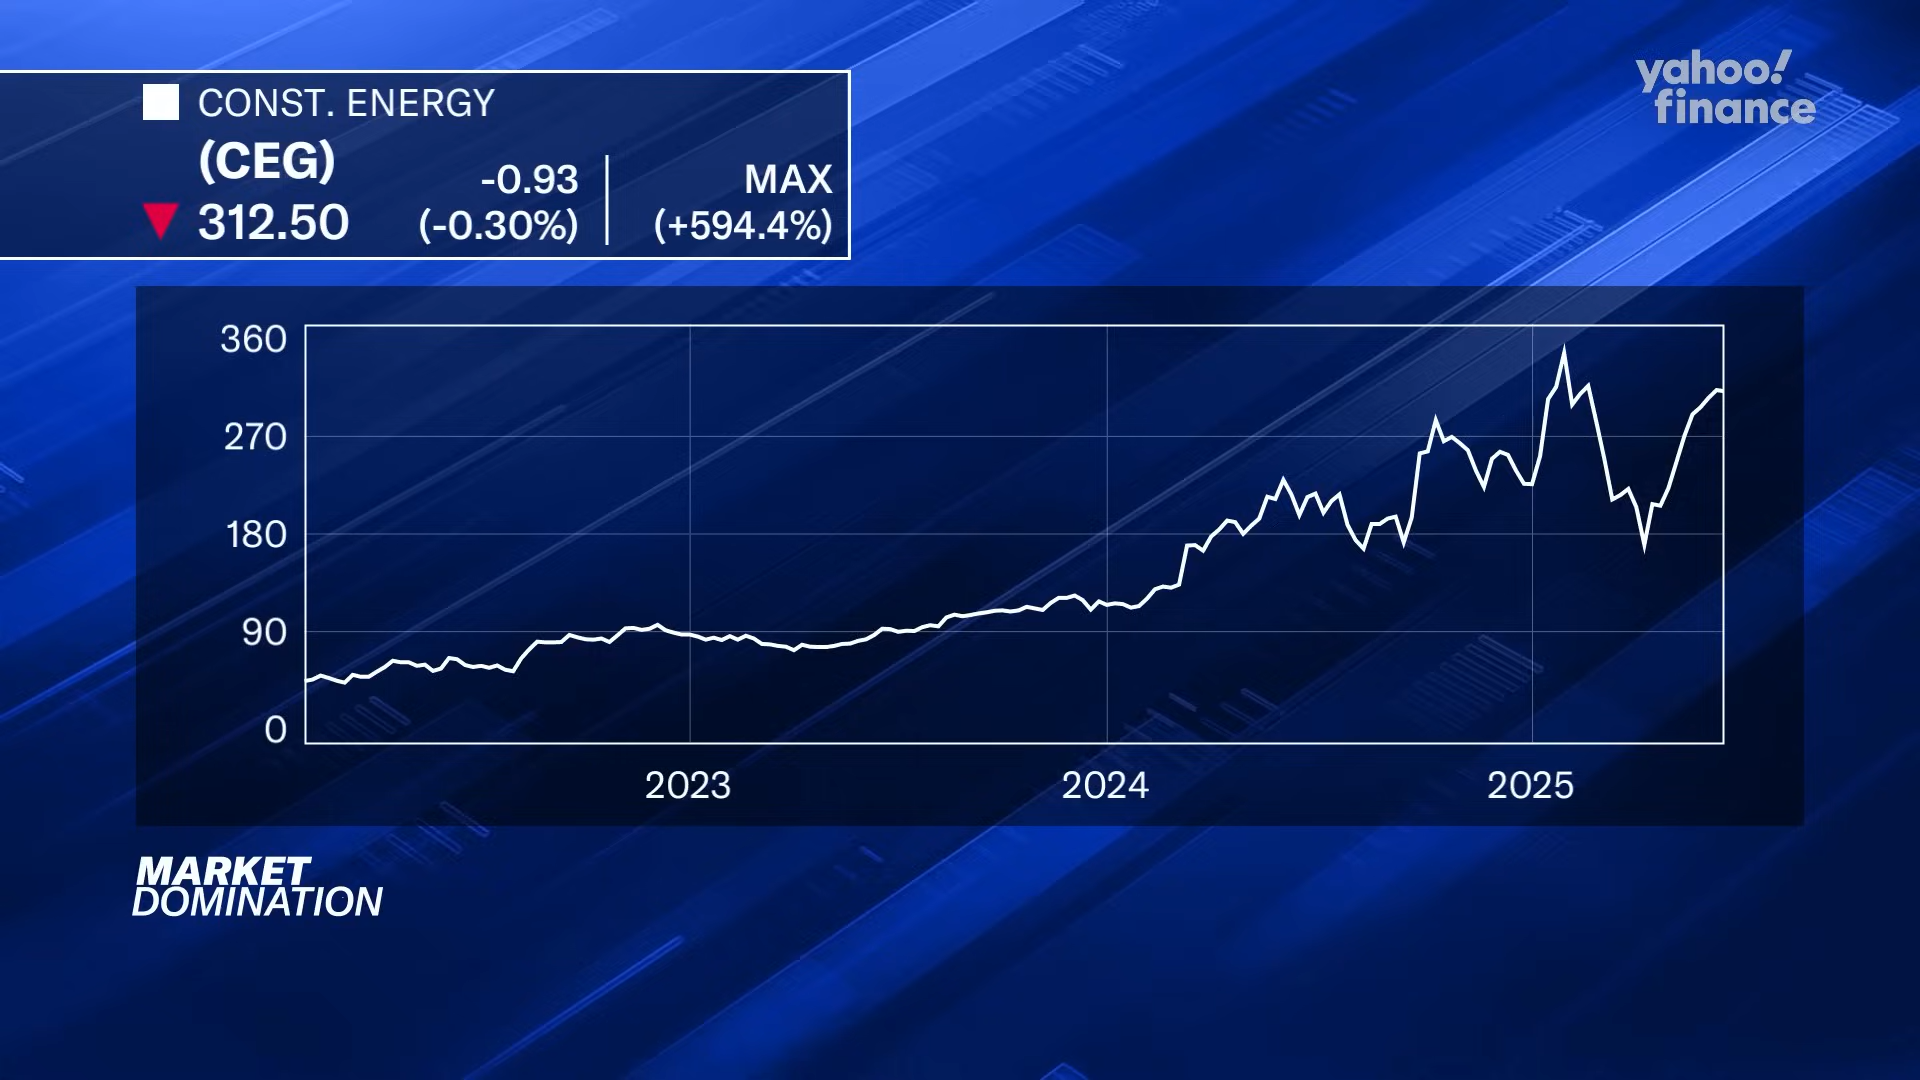 CONST. ENERGY
(CEG)
312.50
-0.93
(-0.30%)
MAX
(+594.4%)
yahoo!
finance
360
270
180
90
0
2023
2024
2025
MARKET
DOMINATION